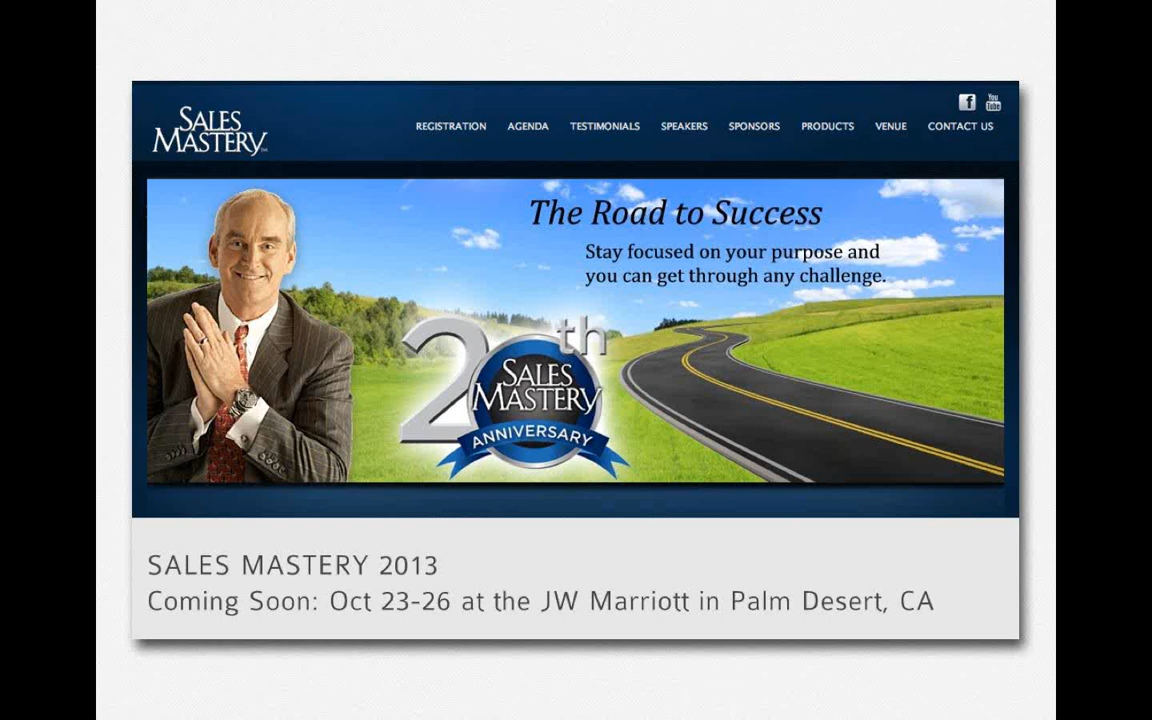 SALES
MASTERY
REGISTRATION AGENDA TESTIMONIALS SPEAKERS SPONSORS PRODUCTS VENUE CONTACT US
f You Tube
The Road to Success
Stay focused on your purpose and
you can get through any challenge.
20th
SALES
MASTERY
ANNIVERSARY
SALES MASTERY 2013
Coming Soon: Oct 23-26 at the JW Marriott in Palm Desert, CA